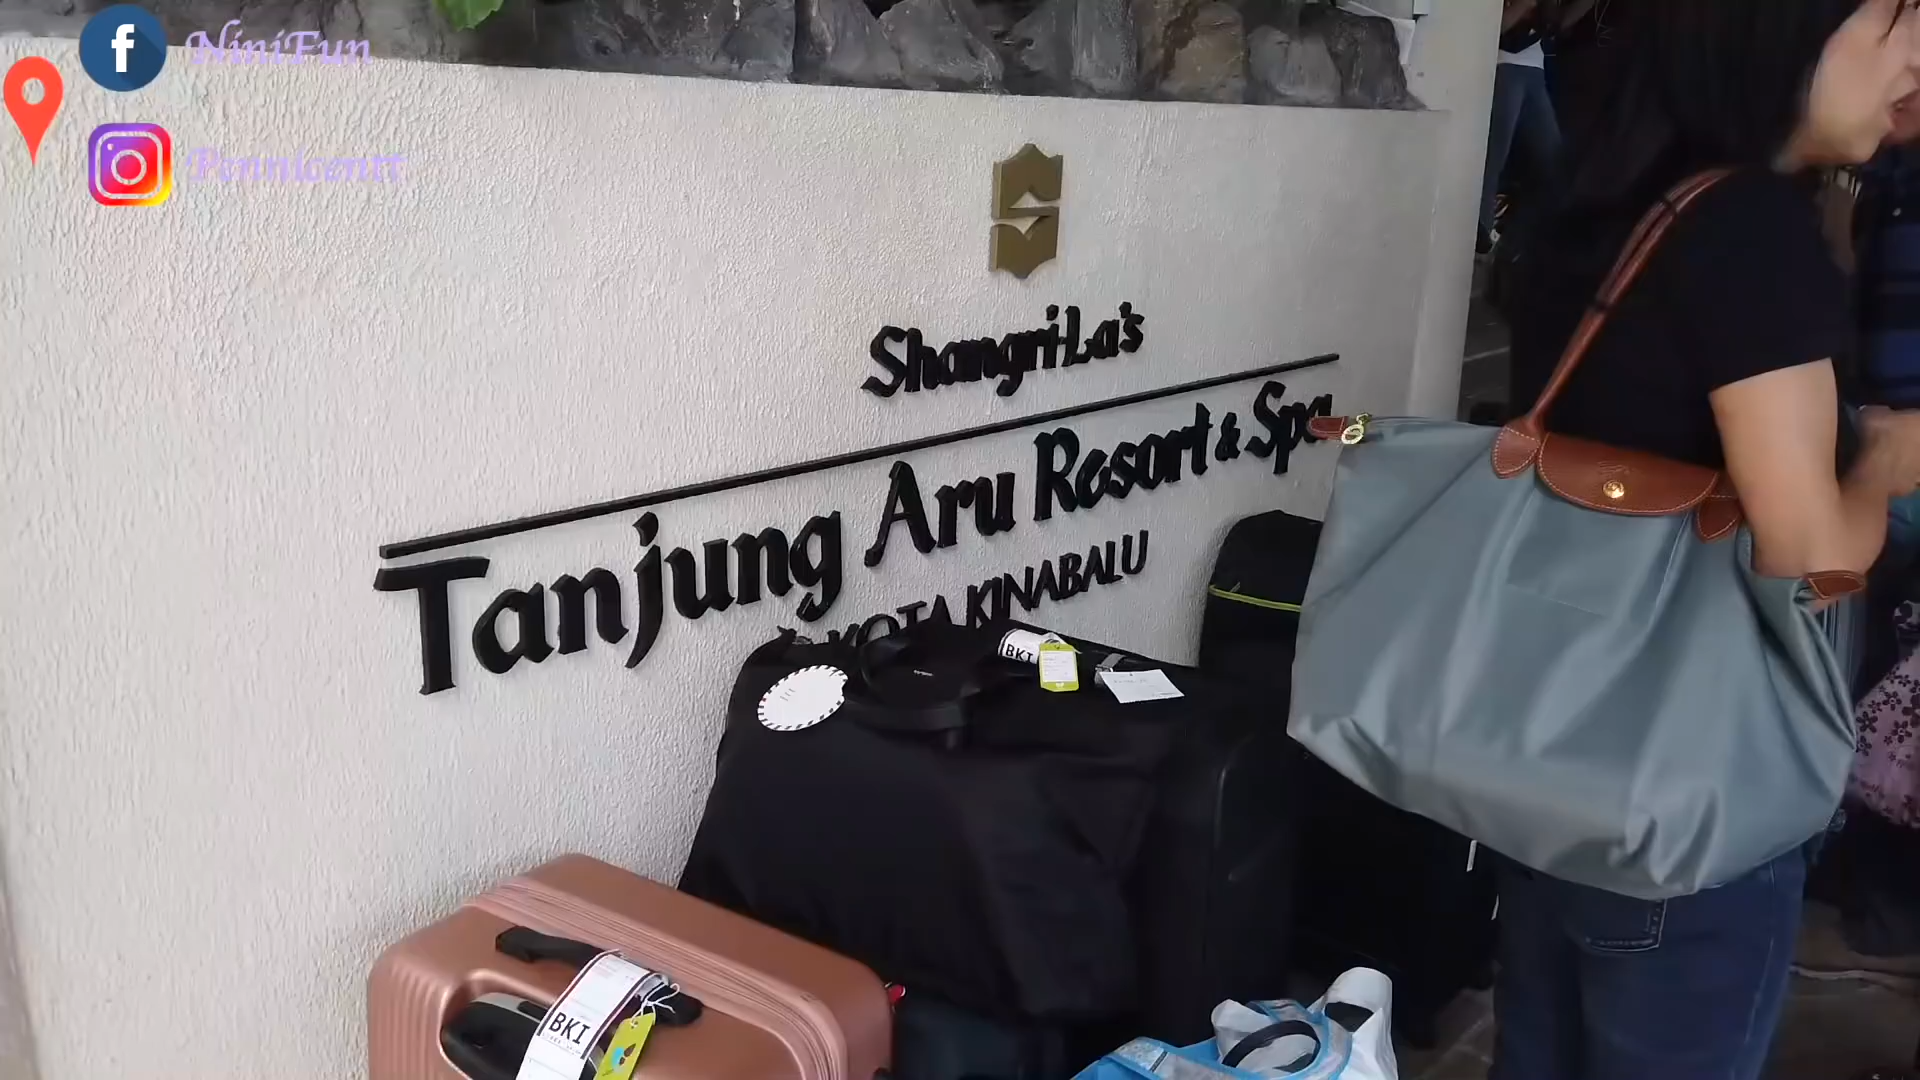 NiniFun
Pennicentt
Shangri-La's
Tanjung Aru Resort & Spa
KOTA KINABALU
BKI
BKI